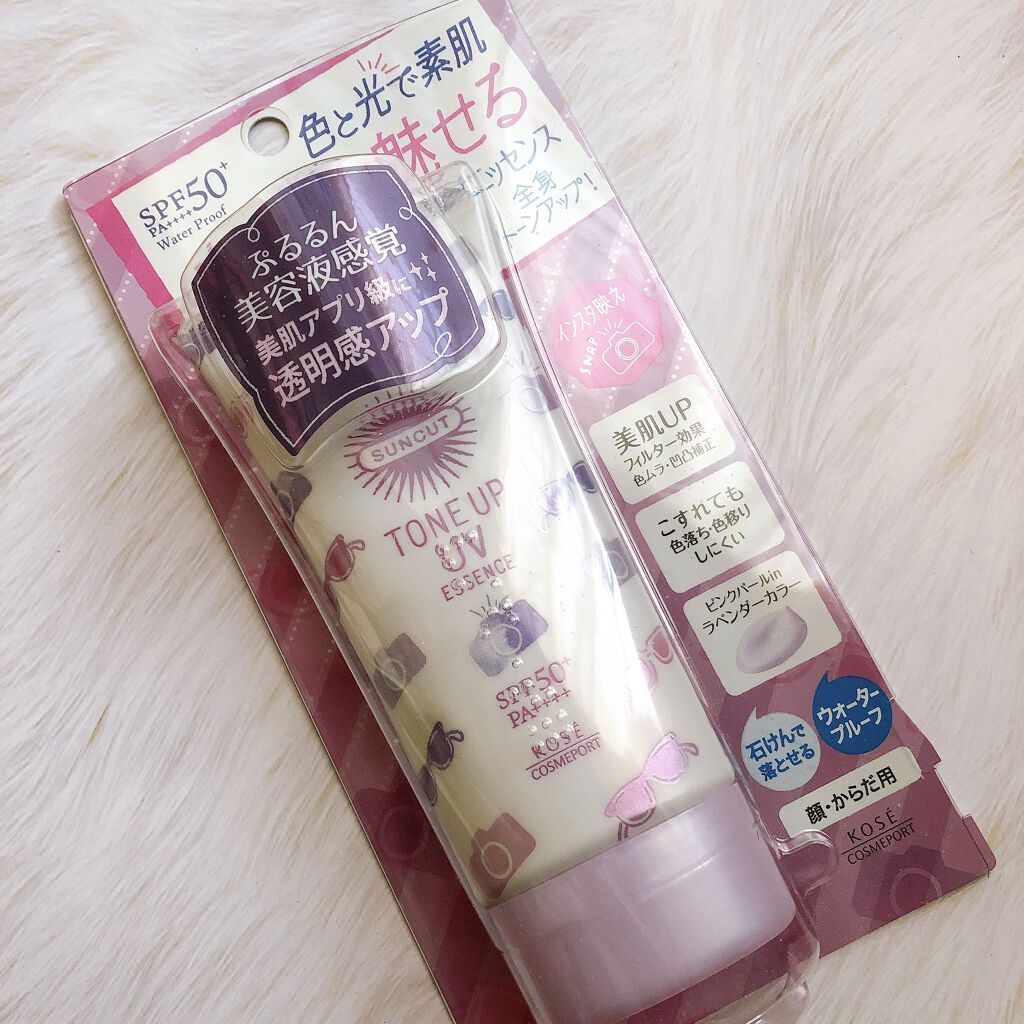 色と光で素肌
魅せる
エッセンス
全身
トーンアップ!
SPF50+
PA++++
Water Proof
ぷるるん
美容液感覚
美肌アプリ級に
透明感アップ
インスタ映え
SNAP
SUNCUT
TONE UP
UV
ESSENCE
SPF50+
PA++++
KOSÉ
COSMEPORT
美肌UP
フィルター効果
色ムラ・凹凸補正
こすれても
色落ち・色移り
しにくい
ピンクパールin
ラベンダーカラー
ウォーター
プルーフ
石けんで
落とせる
顔・からだ用
KOSÉ
COSMEPORT